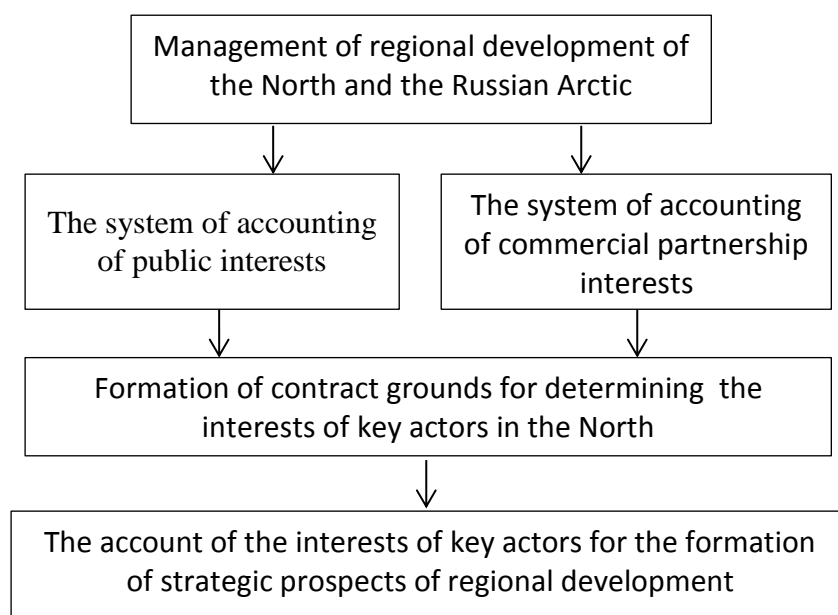 Management of regional development of
the North and the Russian Arctic
The system of accounting
of public interests
The system of accounting
of commercial partnership
interests
Formation of contract grounds for determining  the
interests of key actors in the North
The account of the interests of key actors for the formation
of strategic prospects of regional development